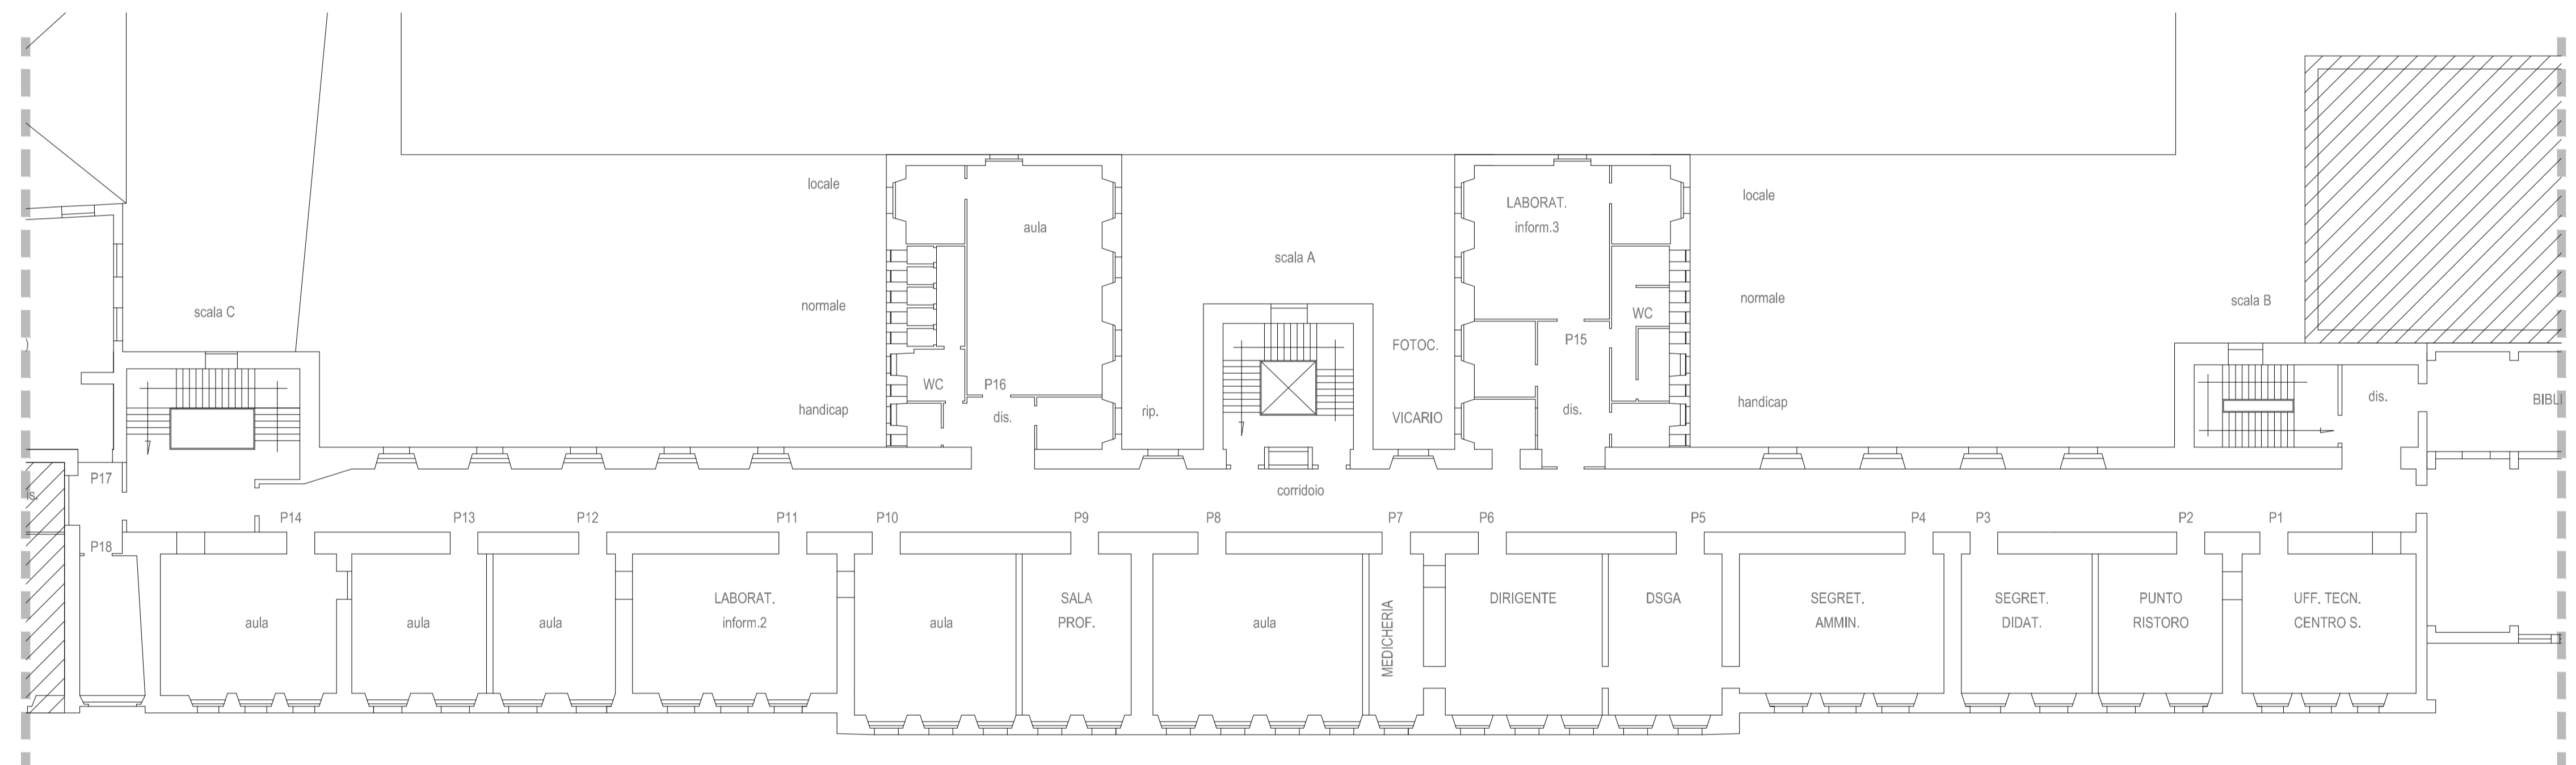 locale
locale
LABORAT.
inform.3
aula
scala A
scala C
normale
normale
scala B
WC
P15
FOTOC.
WC
P16
handicap
rip.
dis.
VICARIO
dis.
handicap
dis.
BIBLI
P17
is.
corridoio
P14
P13
P12
P11
P10
P9
P8
P7
P6
P5
P4
P3
P2
P1
P18
aula
aula
aula
LABORAT.
inform.2
aula
SALA
PROF.
aula
MEDICHERIA
DIRIGENTE
DSGA
SEGRET.
AMMIN.
SEGRET.
DIDAT.
PUNTO
RISTORO
UFF. TECN.
CENTRO S.